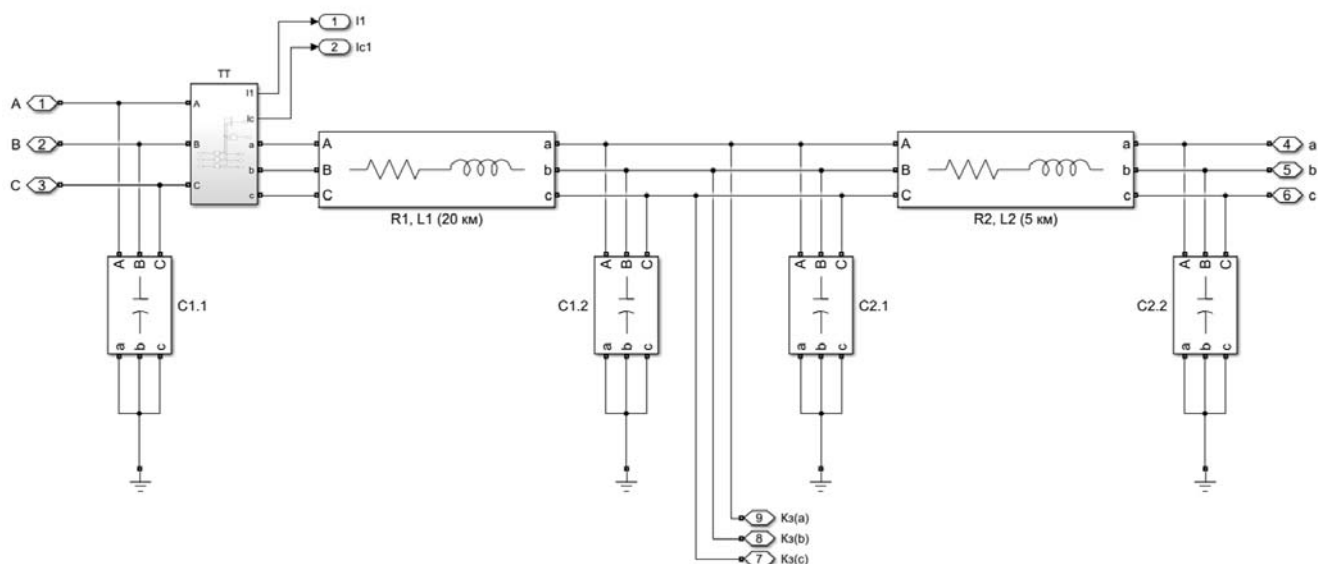 1 I1
2 Ic1
TT
A 1 A I1
Ic
B 2 B a A a A a 4 a
b B b B b 5 b
C 3 C c C c C c 6 c
R1, L1 (20 км) R2, L2 (5 км)
A B C A B C A B C A B C
C1.1 C1.2 C2.1 C2.2
a b c a b c a b c a b c
9 Кз(a)
8 Кз(b)
7 Кз(c)